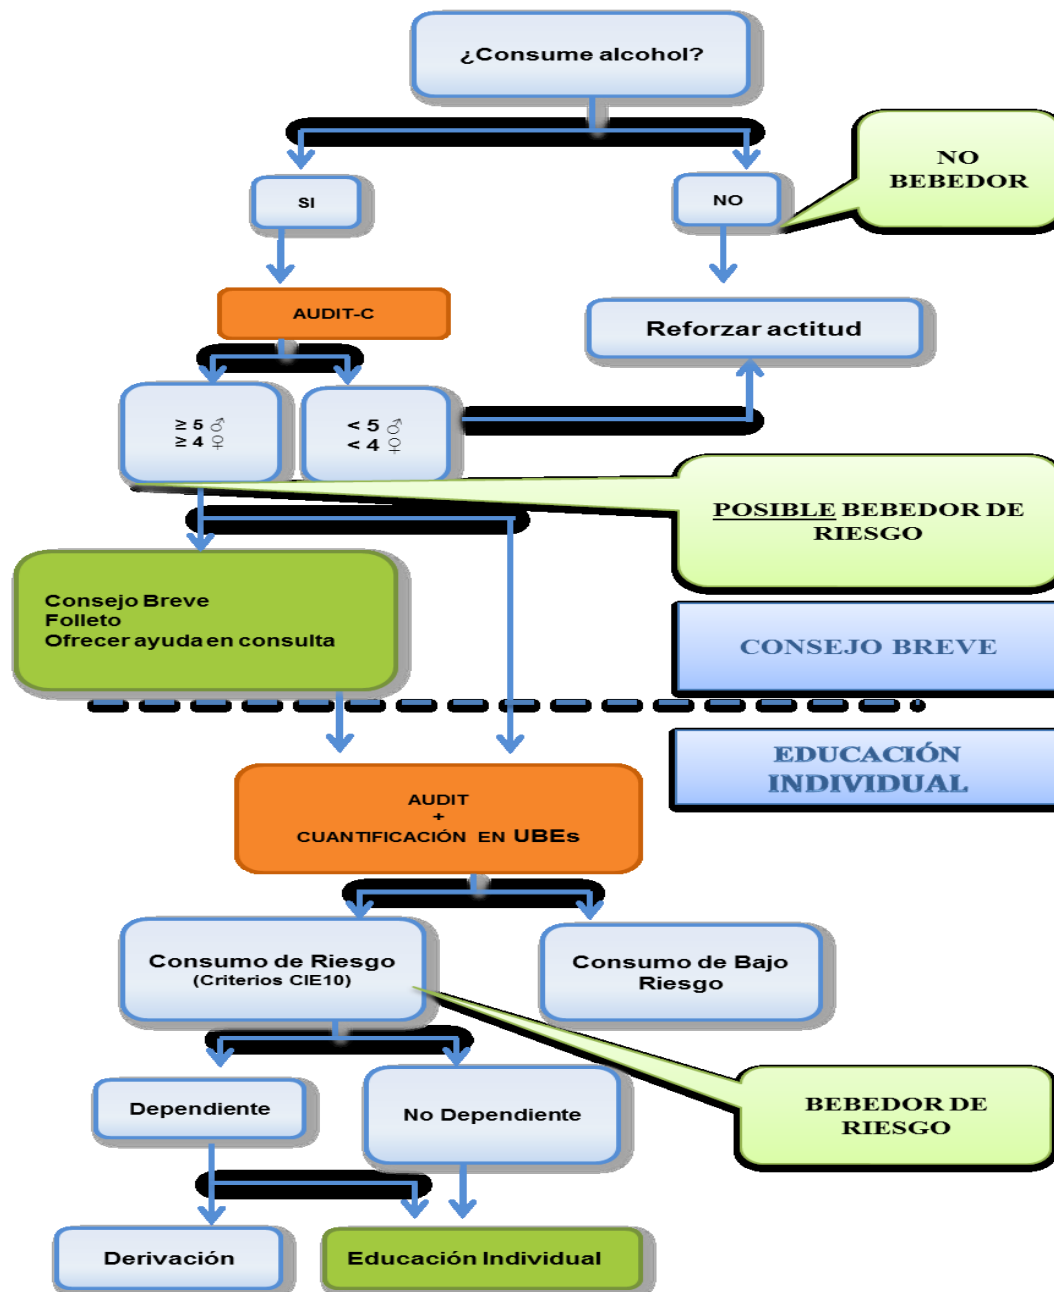 ¿Consume alcohol?
NO
BEBEDOR
SI
NO
AUDIT-C
Reforzar actitud
≥ 5 ♂
≥ 4 ♀
< 5 ♂
< 4 ♀
POSIBLE BEBEDOR DE
RIESGO
Consejo Breve
Folleto
Ofrecer ayuda en consulta
CONSEJO BREVE
EDUCACIÓN
INDIVIDUAL
AUDIT
+
CUANTIFICACIÓN EN UBEs
Consumo de Riesgo
(Criterios CIE10)
Consumo de Bajo
Riesgo
Dependiente
No Dependiente
BEBEDOR DE
RIESGO
Derivación
Educación Individual